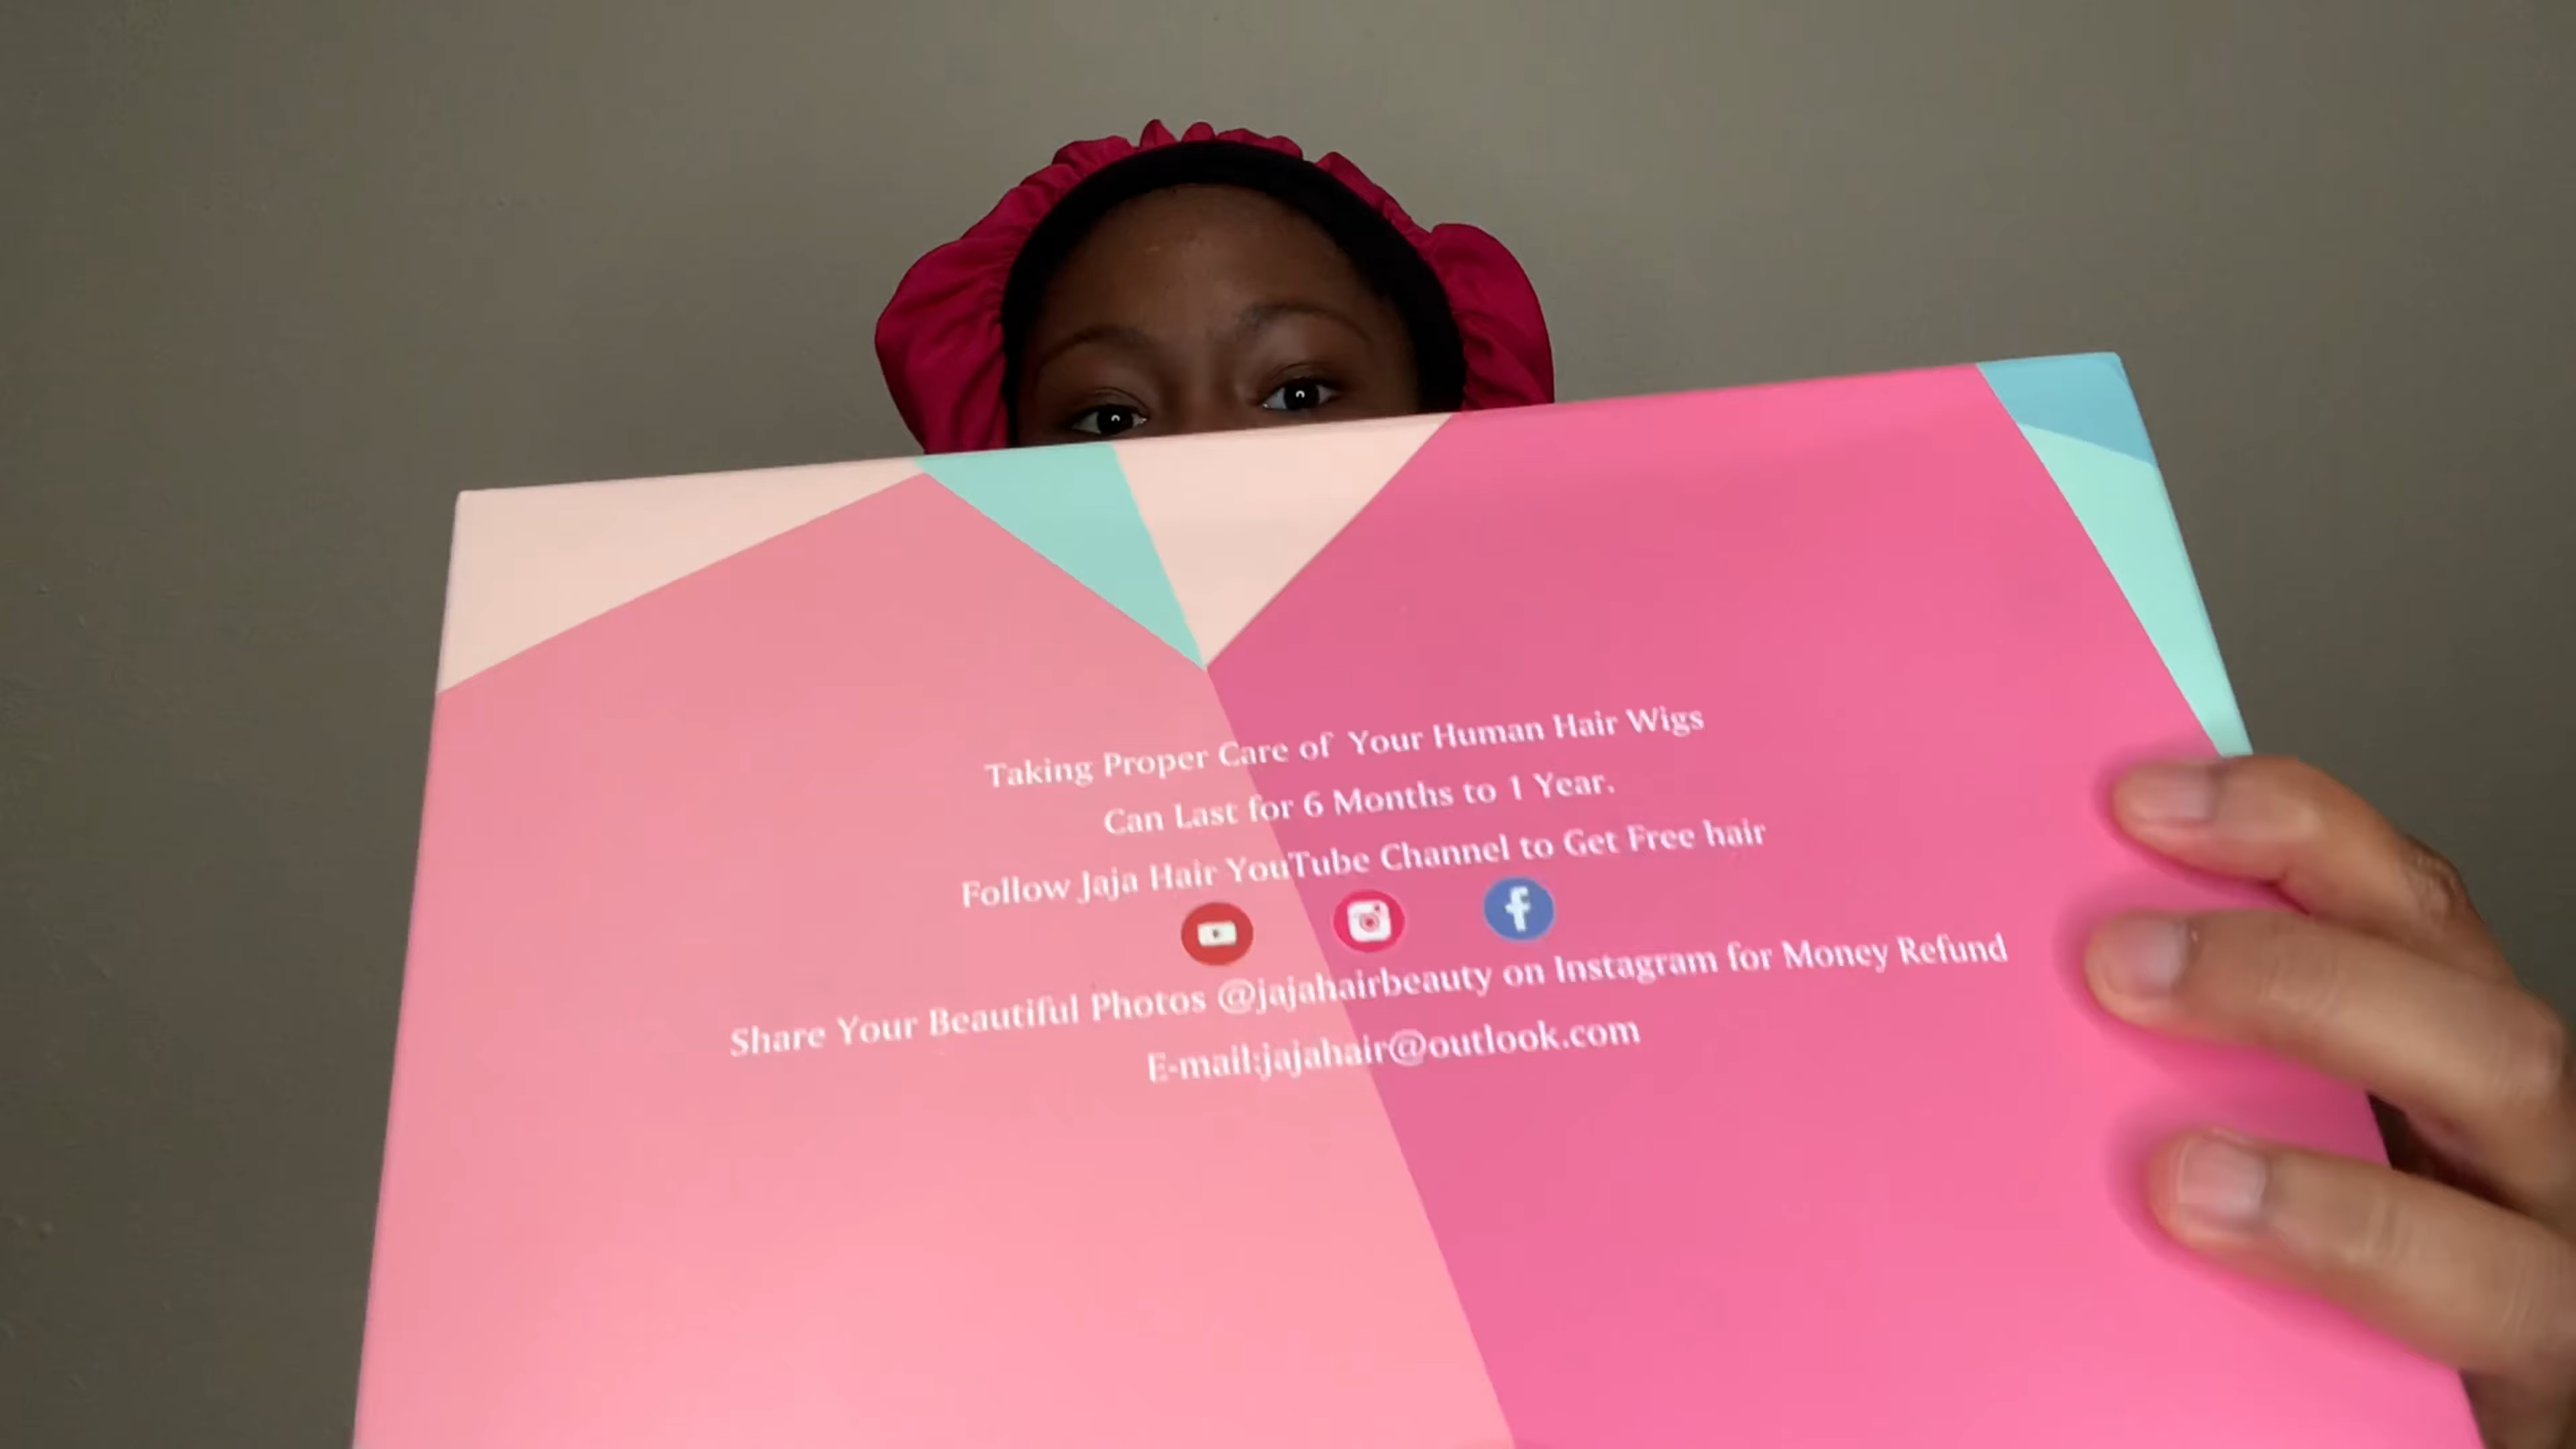 Taking Proper Care of Your Human Hair Wigs
Can Last for 6 Months to 1 Year.
Follow Jaja Hair YouTube Channel to Get Free hair
Share Your Beautiful Photos @jajahairbeauty on Instagram for Money Refund
E-mail:jajahair@outlook.com